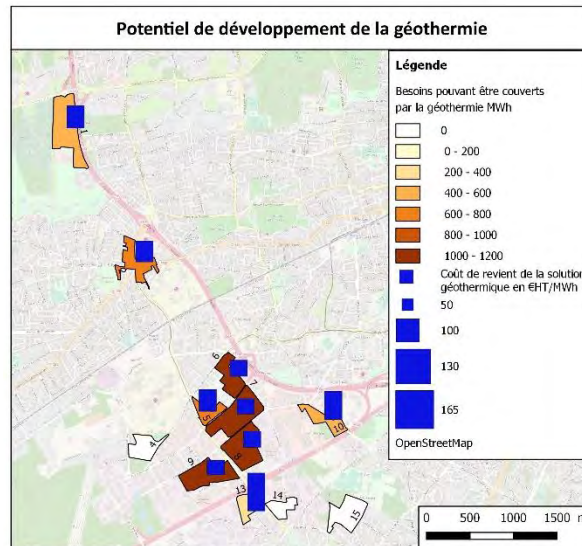 Potentiel de développement de la géothermie
Légende
Besoins pouvant être couverts
par la géothermie MWh
0
0 - 200
200 - 400
400 - 600
600 - 800
800 - 1000
1000 - 1200
Coût de revient de la solution
géothermique en €HT/MWh
50
100
130
165
OpenStreetMap
1
6
7
5
10
4
8
9
13
14
15
0 500 1000 1500 m